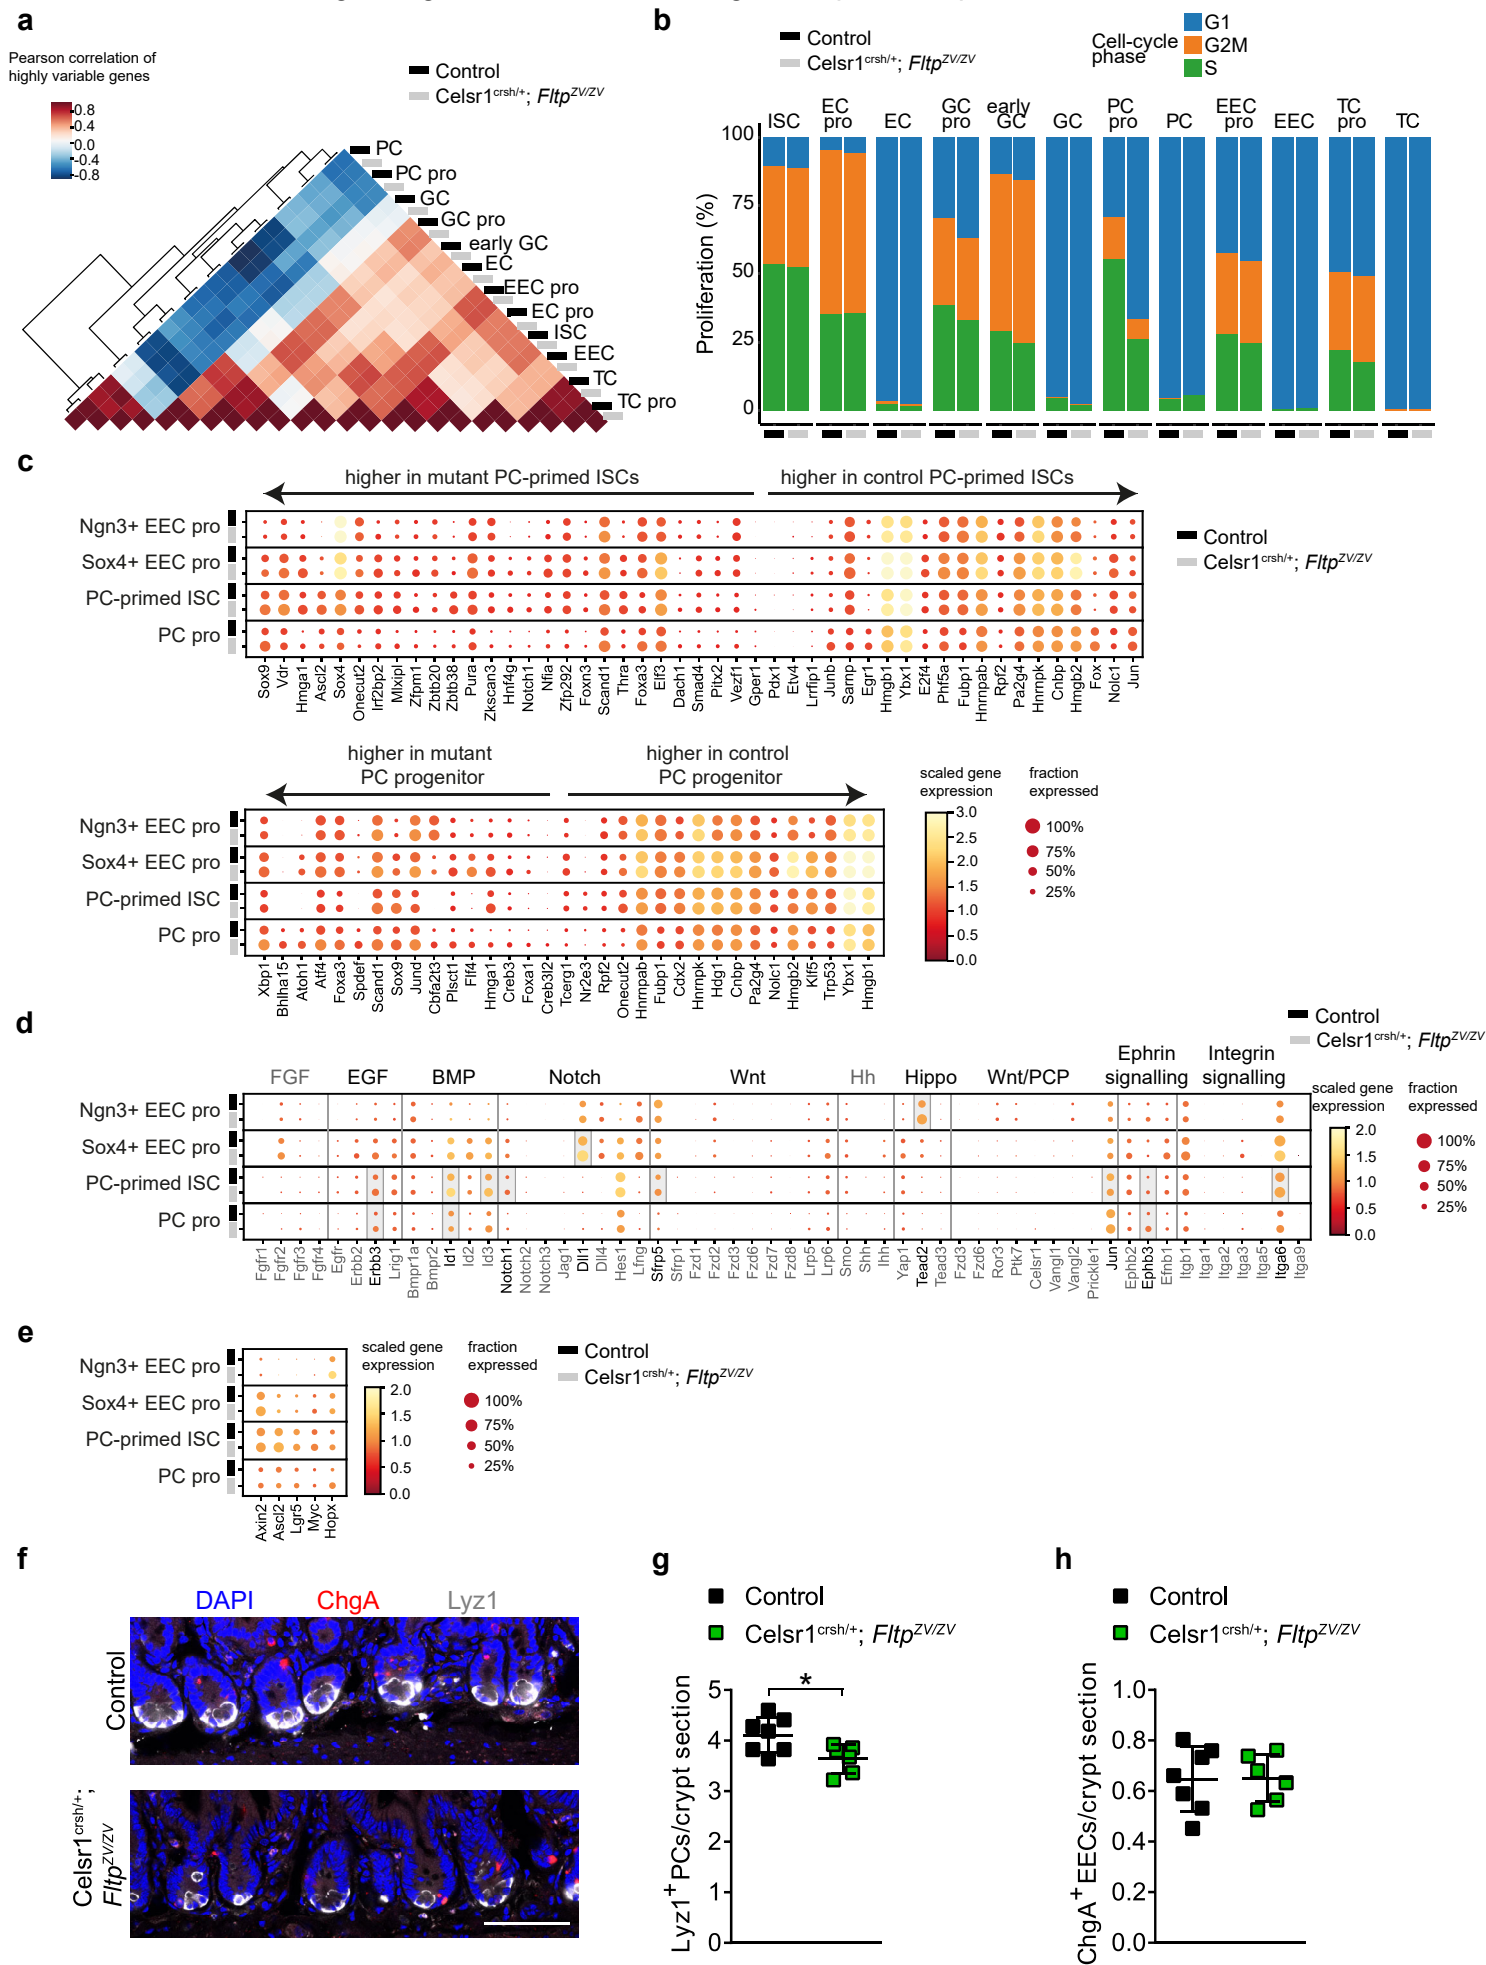 a
Pearson correlation of
highly variable genes
0.8
0.4
0.0
-0.4
-0.8
Control
Celsr1crsh/+; FltpZV/ZV
PC
PC pro
GC
GC pro
early GC
EC
EEC pro
EC pro
ISC
EEC
TC
TC pro
b
Control
Celsr1crsh/+; FltpZV/ZV
Cell-cycle
phase
G1
G2M
S
ISC
EC
pro
EC
GC
pro
early
GC
GC
PC
pro
PC
EEC
pro
EEC
TC
pro
TC
Proliferation (%)
100
75
50
25
0
c
higher in mutant PC-primed ISCs
higher in control PC-primed ISCs
Ngn3+ EEC pro
Sox4+ EEC pro
PC-primed ISC
PC pro
Control
Celsr1crsh/+; FltpZV/ZV
Sox9 Vdr Hmga1 Ascl2 Sox4 Onecut2 Irf2bp2 Mlxipl Zfpm1 Zbtb20 Zbtb38 Pura Zkscan3 Hnf4g Notch1 Nfia Zfp292 Foxn3 Scand1 Thra Foxa3 Elf3 Dach1 Smad4 Pitx2 Vezf1 Gper1 Pdx1 Etv4 Lrrfip1 Junb Sarnp Egr1 Hmgb1 Ybx1 E2f4 Phf5a Fubp1 Hnrnpab Rpf2 Pa2g4 Hnrnpk Cnbp Hmgb2 Fox Nolc1 Jun
higher in mutant
PC progenitor
higher in control
PC progenitor
Ngn3+ EEC pro
Sox4+ EEC pro
PC-primed ISC
PC pro
Xbp1 Bhlha15 Atoh1 Atf4 Foxa3 Spdef Scand1 Sox9 Jund Cbfa2t3 Plsct1 Flf4 Hmga1 Creb3 Foxa1 Creb3l2 Tcerg1 Nr2e3 Rpf2 Onecut2 Hnrnpab Fubp1 Cdx2 Hnrnpk Hdg1 Cnbp Pa2g4 Nolc1 Hmgb2 Klf5 Trp53 Ybx1 Hmgb1
scaled gene
expression
3.0
2.5
2.0
1.5
1.0
0.5
0.0
fraction
expressed
100%
75%
50%
25%
d
Control
Celsr1crsh/+; FltpZV/ZV
FGF
EGF
BMP
Notch
Wnt
Hh
Hippo
Wnt/PCP
Ephrin
signalling
Integrin
signalling
Ngn3+ EEC pro
Sox4+ EEC pro
PC-primed ISC
PC pro
Fgfr1 Fgfr2 Fgfr3 Fgfr4 Egfr Erbb2 Erbb3 Lrig1 Bmpr1a Bmpr2 Id1 Id2 Id3 Notch1 Notch2 Notch3 Jag1 Dll1 Dll4 Hes1 Lfng Sfrp5 Sfrp1 Fzd1 Fzd2 Fzd3 Fzd6 Fzd7 Fzd8 Lrp5 Lrp6 Smo Shh Ihh Yap1 Tead2 Tead3 Fzd3 Fzd6 Ror3 Ptk7 Celsr1 Vangl1 Vangl2 Prickle1 Jun Ephb2 Ephb3 Efnb1 Itgb1 Itga1 Itga2 Itga3 Itga5 Itga6 Itga9
scaled gene
expression
2.0
1.5
1.0
0.5
0.0
fraction
expressed
100%
75%
50%
25%
e
Ngn3+ EEC pro
Sox4+ EEC pro
PC-primed ISC
PC pro
Axin2 Ascl2 Lgr5 Myc Hopx
scaled gene
expression
2.0
1.5
1.0
0.5
0.0
fraction
expressed
100%
75%
50%
25%
Control
Celsr1crsh/+; FltpZV/ZV
f
DAPI
ChgA
Lyz1
Control
Celsr1crsh/+;
FltpZV/ZV
g
Control
Celsr1crsh/+; FltpZV/ZV
Lyz1+PCs/crypt section
*
5
4
3
2
1
0
h
Control
Celsr1crsh/+; FltpZV/ZV
ChgA+EECs/crypt section
1.0
0.8
0.6
0.4
0.2
0.0